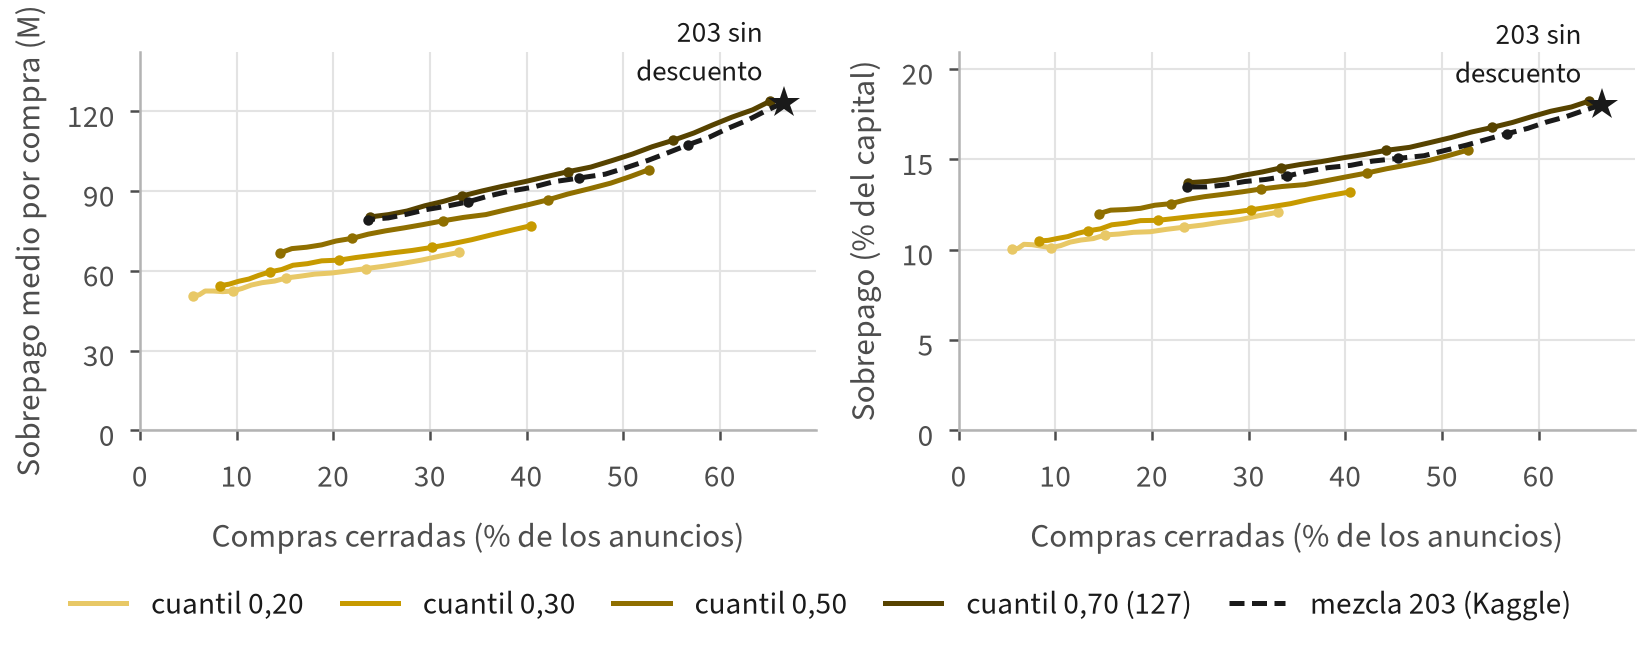 203 sin
descuento
Sobrepago medio por compra (M)
120
90
60
30
0
0 10 20 30 40 50 60
Compras cerradas (% de los anuncios)
203 sin
descuento
Sobrepago (% del capital)
20
15
10
5
0
0 10 20 30 40 50 60
Compras cerradas (% de los anuncios)
cuantil 0,20 cuantil 0,30 cuantil 0,50 cuantil 0,70 (127) mezcla 203 (Kaggle)